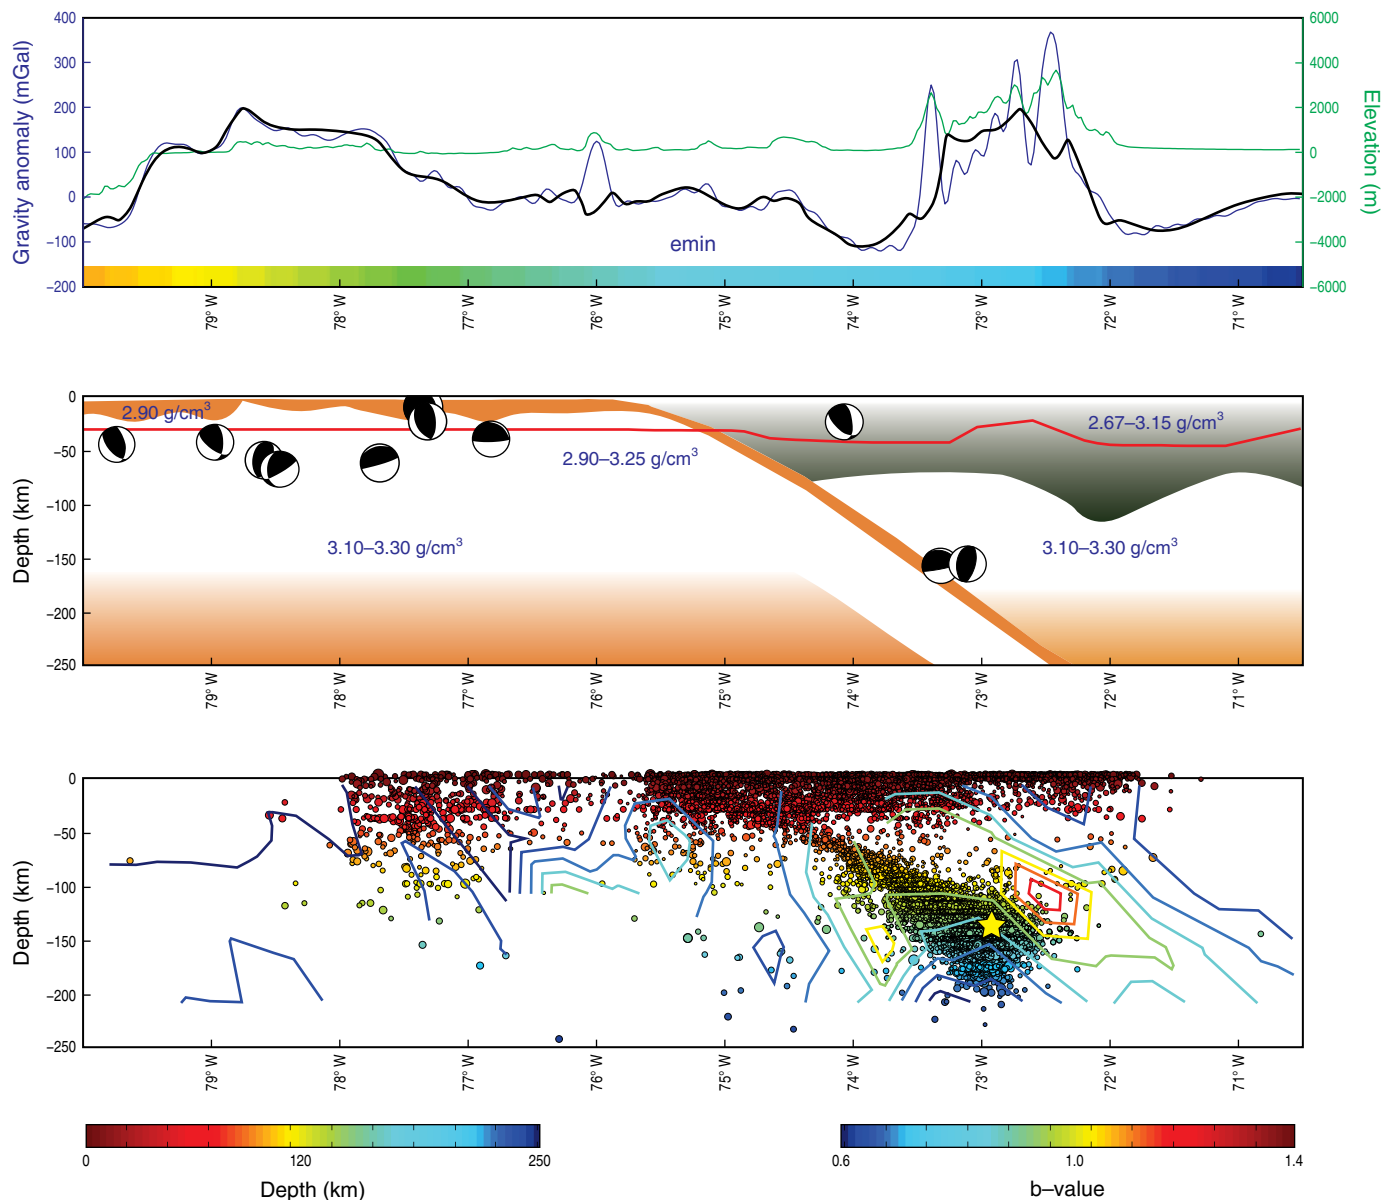 400
300
200
100
0
−100
−200
Gravity anomaly (mGal)
6000
4000
2000
0
−2000
−4000
−6000
Elevation (m)
emin
79° W
78° W
77° W
76° W
75° W
74° W
73° W
72° W
71° W
0
−50
−100
−150
−200
−250
Depth (km)
2.90 g/cm³
2.90–3.25 g/cm³
2.67–3.15 g/cm³
3.10–3.30 g/cm³
3.10–3.30 g/cm³
79° W
78° W
77° W
76° W
75° W
74° W
73° W
72° W
71° W
0
−50
−100
−150
−200
−250
Depth (km)
79° W
78° W
77° W
76° W
75° W
74° W
73° W
72° W
71° W
0
120
250
Depth (km)
0.6
1.0
1.4
b–value